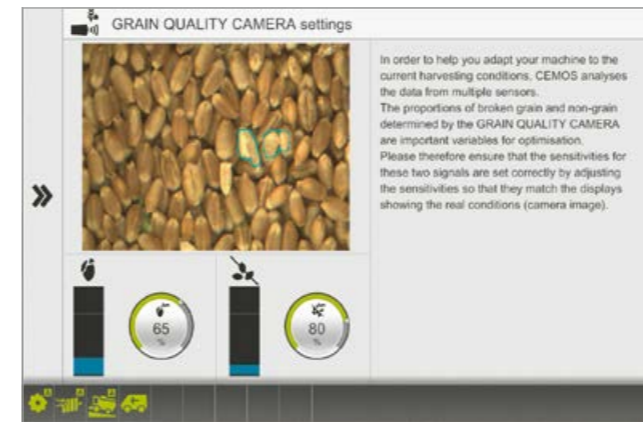 GRAIN QUALITY CAMERA settings
In order to help you adapt your machine to the
current harvesting conditions, CEMOS analyses
the data from multiple sensors.
The proportions of broken grain and non-grain
determined by the GRAIN QUALITY CAMERA
are important variables for optimisation.
Please therefore ensure that the sensitivities for
these two signals are set correctly by adjusting
the sensitivities so that they match the displays
showing the real conditions (camera image).
65
%
80
%